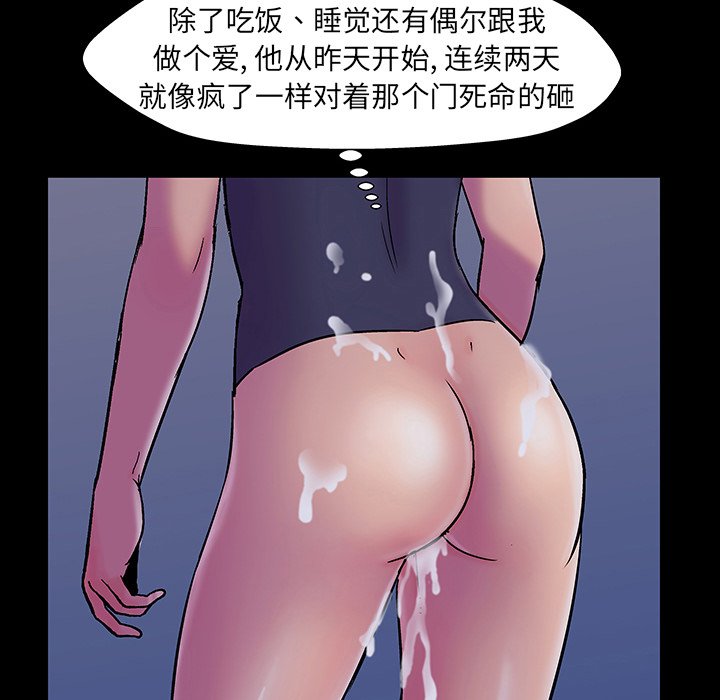 除了吃饭、睡觉还有偶尔跟我
做个爱, 他从昨天开始, 连续两天
就像疯了一样对着那个门死命的砸